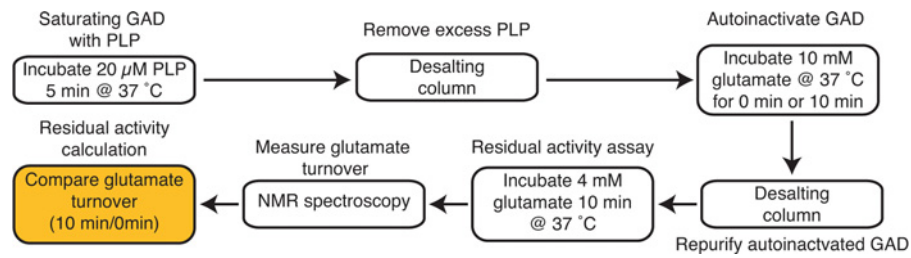 Saturating GAD
with PLP
Incubate 20 µM PLP
5 min @ 37 ˚C
Remove excess PLP
Desalting
column
Autoinactivate GAD
Incubate 10 mM
glutamate @ 37 ˚C
for 0 min or 10 min
Desalting
column
Repurify autoinactvated GAD
Residual activity assay
Incubate 4 mM
glutamate 10 min
@ 37 ˚C
Measure glutamate
turnover
NMR spectroscopy
Residual activity
calculation
Compare glutamate
turnover
(10 min/0min)